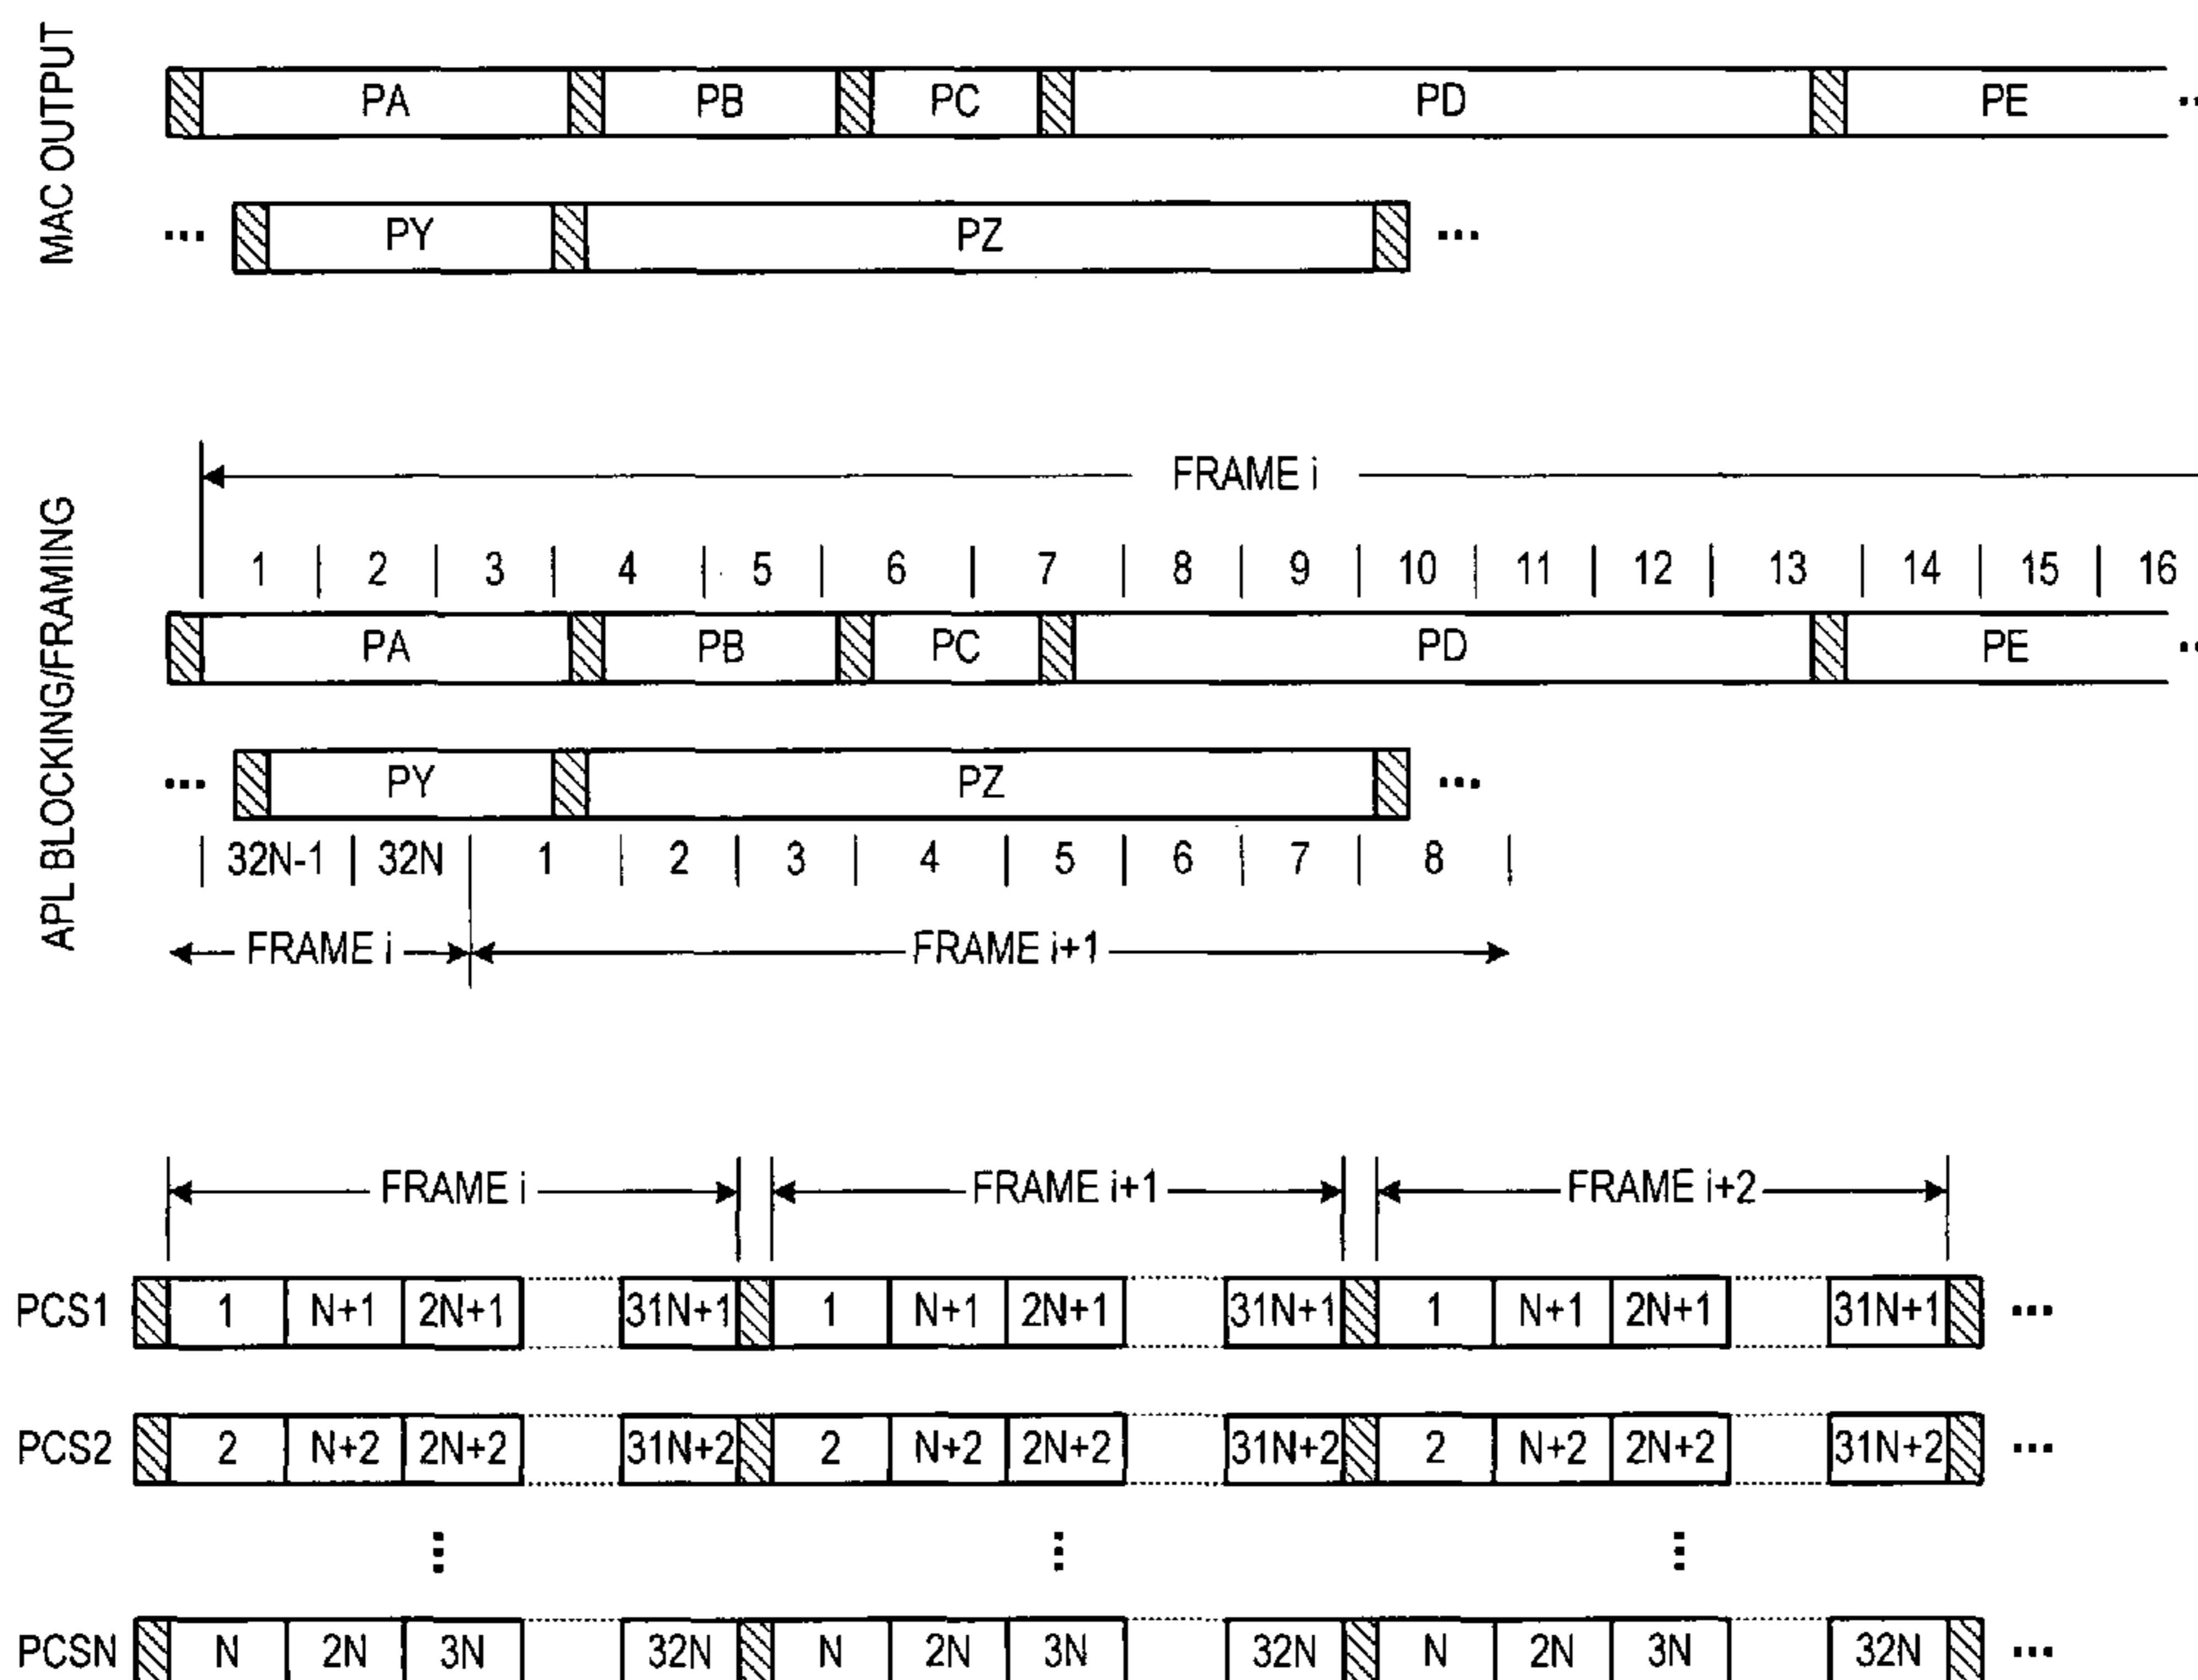 MAC OUTPUT
PA PB PC PD PE ..
... PY PZ ...
APL BLOCKING/FRAMING
FRAME i
1 | 2 | 3 | 4 | 5 | 6 | 7 | 8 | 9 | 10 | 11 | 12 | 13 | 14 | 15 | 16
PA PB PC PD PE ..
... PY PZ ...
| 32N-1 | 32N | 1 | 2 | 3 | 4 | 5 | 6 | 7 | 8 |
FRAME i FRAME i+1
FRAME i FRAME i+1 FRAME i+2
PCS1 1 N+1 2N+1 31N+1 1 N+1 2N+1 31N+1 1 N+1 2N+1 31N+1 ...
PCS2 2 N+2 2N+2 31N+2 2 N+2 2N+2 31N+2 2 N+2 2N+2 31N+2 ...
PCSN N 2N 3N 32N N 2N 3N 32N N 2N 3N 32N ...